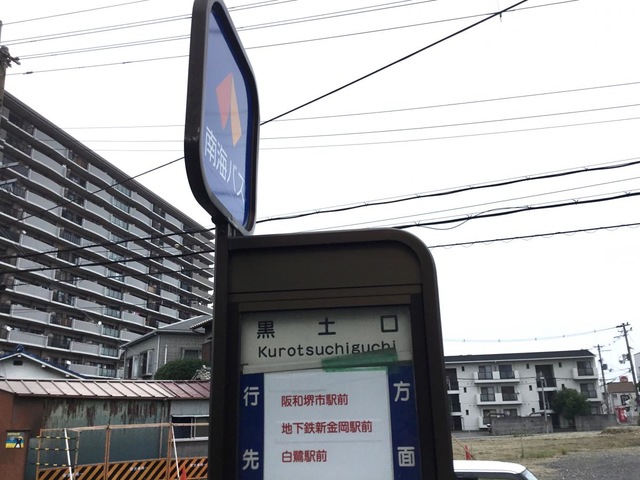 南海バス
黒土口
Kurotsuchiguchi
行先
方面
阪和堺市駅前
地下鉄新金岡駅前
白鷺駅前